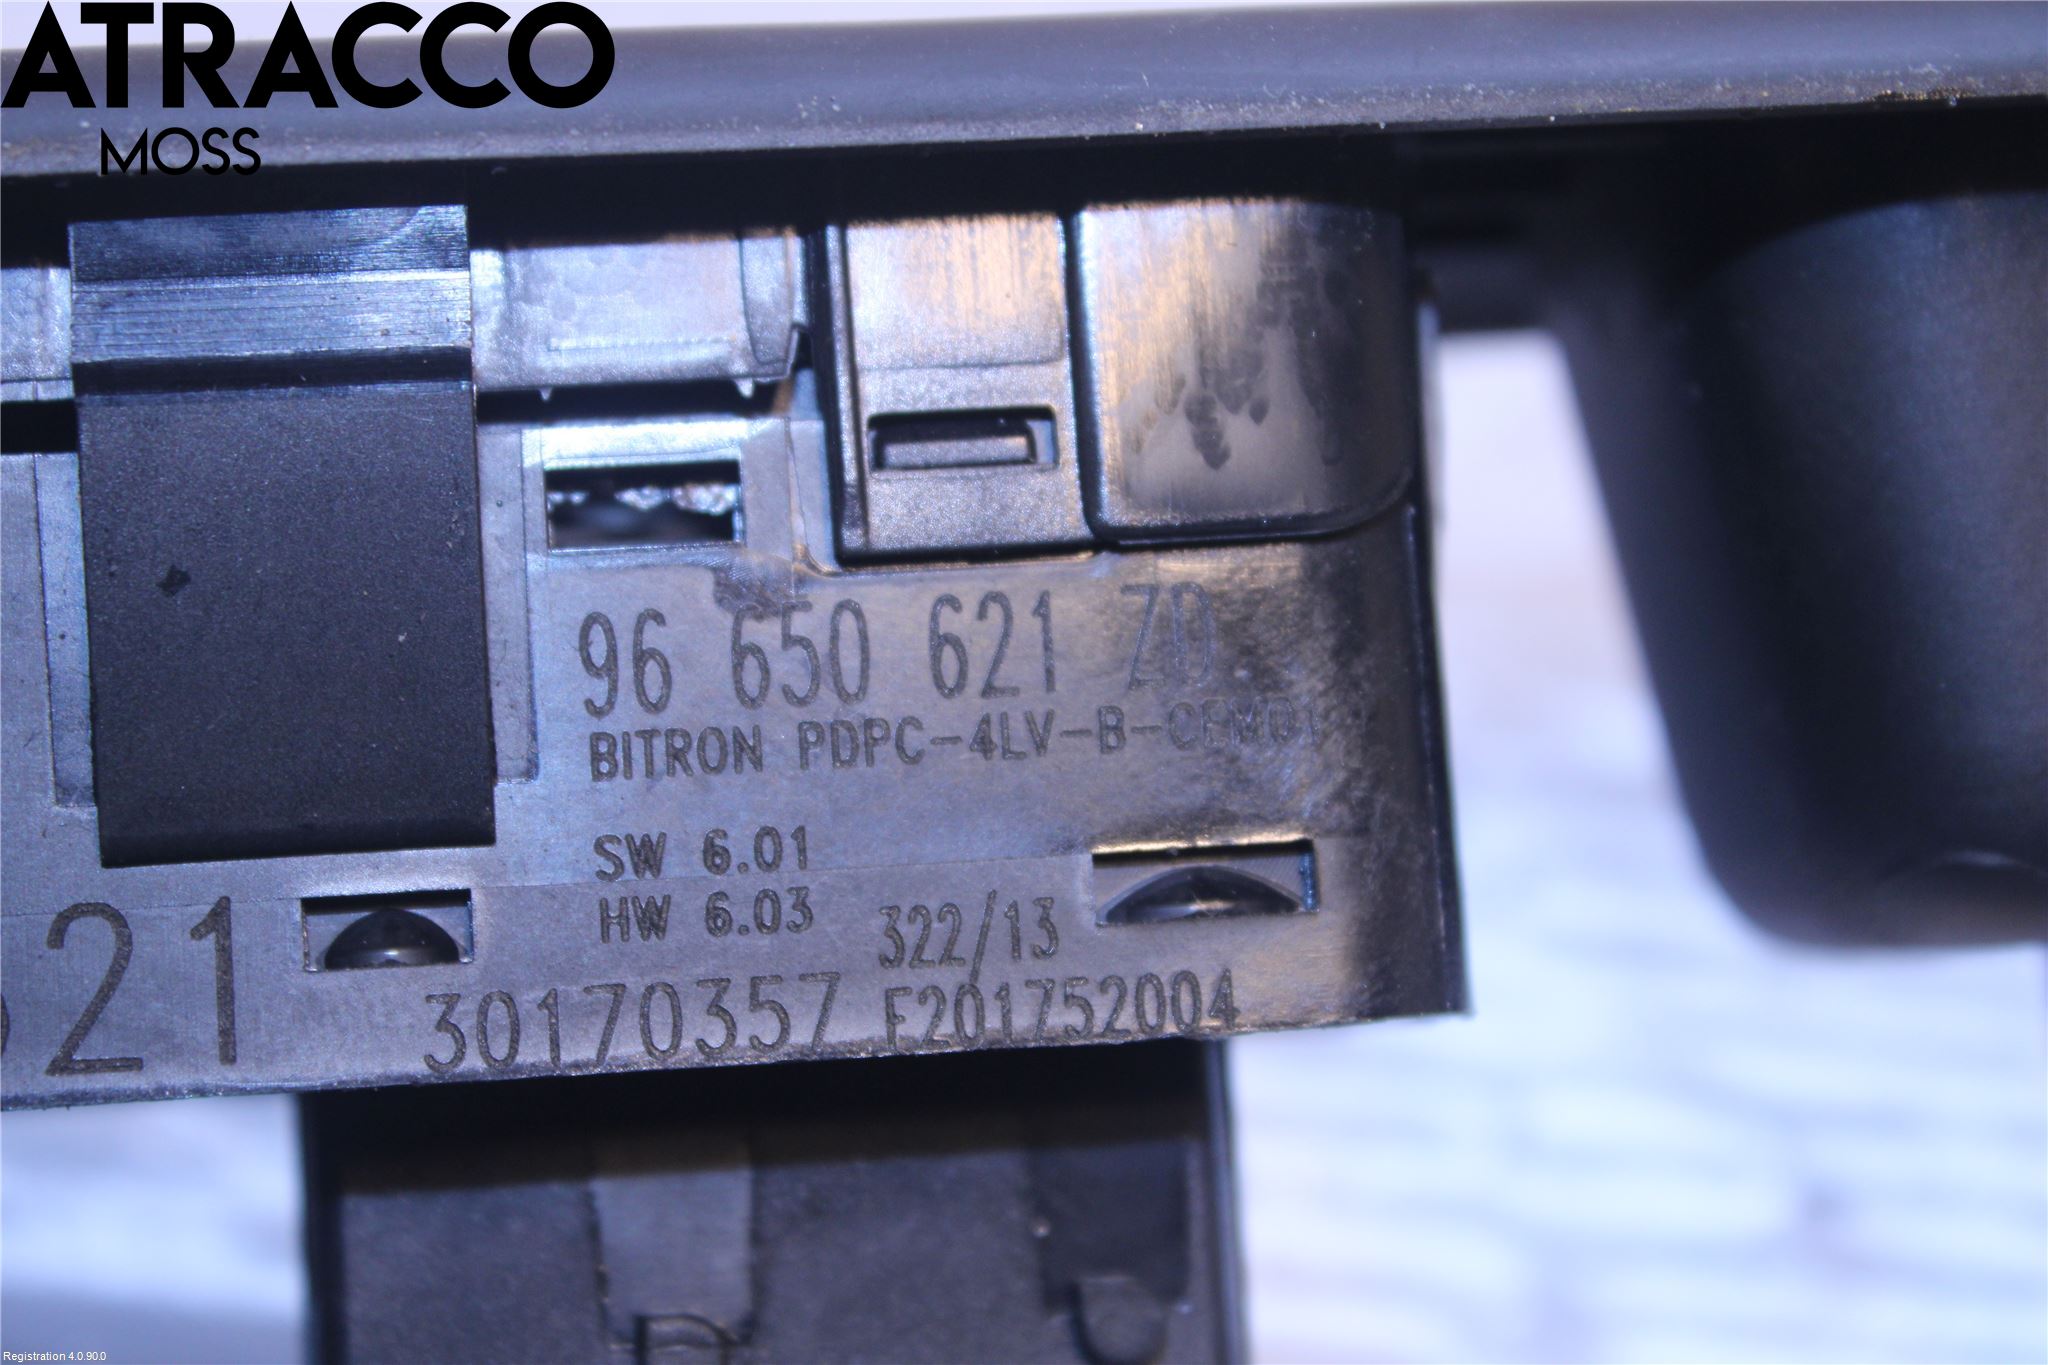 ATRACCO
MOSS
96 650 621 ZD
BITRON PDPC-4LV-B-CEM01
SW 6.01
HW 6.03
322/13
21
30170357 F201752004
Registration 4.0.90.0